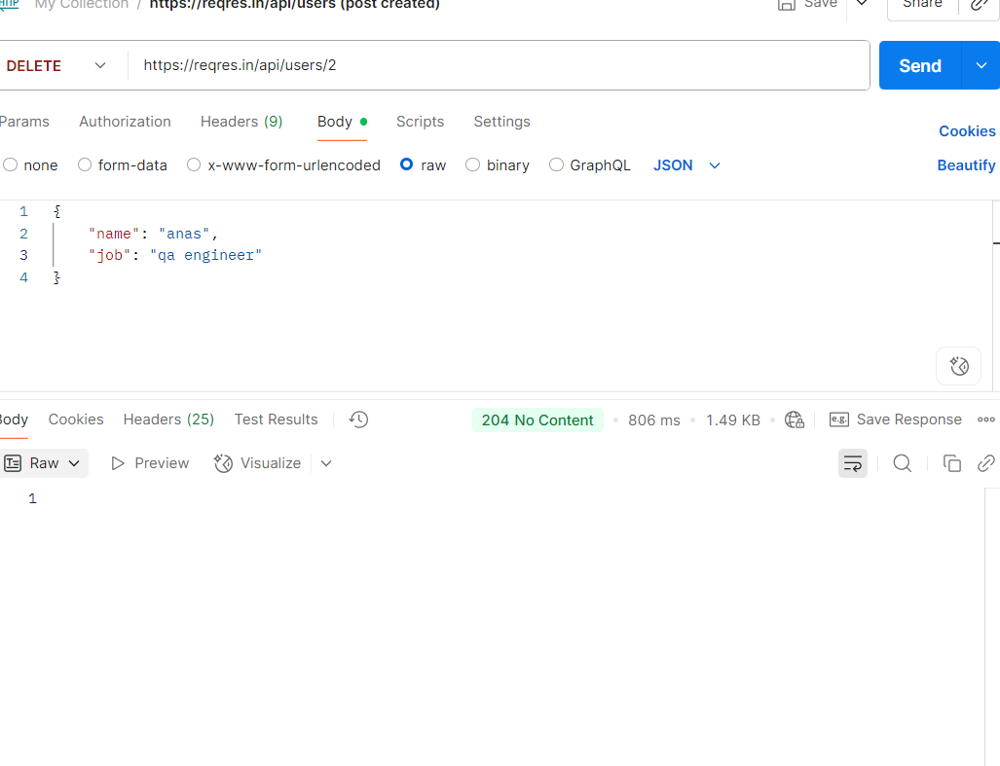 HTTP My Collection / https://reqres.in/api/users (post created) Save Share
DELETE https://reqres.in/api/users/2 Send
Params Authorization Headers (9) Body Scripts Settings Cookies
none form-data x-www-form-urlencoded raw binary GraphQL JSON Beautify
1 {
2 "name": "anas",
3 "job": "qa engineer"
4 }
Body Cookies Headers (25) Test Results 204 No Content 806 ms 1.49 KB e.g. Save Response
Raw Preview Visualize
1